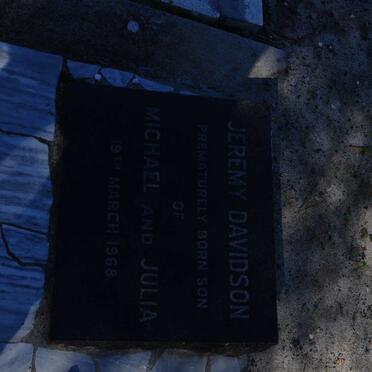 JEREMY DAVIDSON
PREMATURELY BORN SON
OF
MICHAEL AND JULIA
19TH MARCH 1968